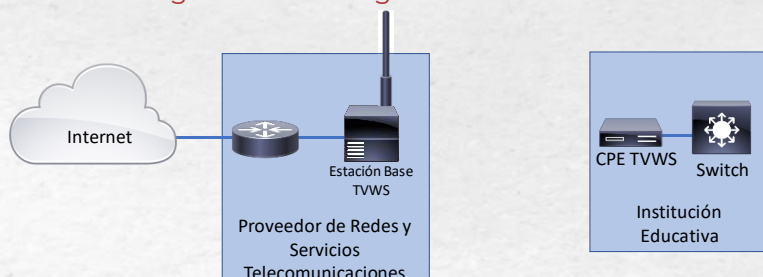 Internet
Estación Base
TVWS
Proveedor de Redes y
Servicios
Telecomunicaciones
CPE TVWS
Switch
Institución
Educativa